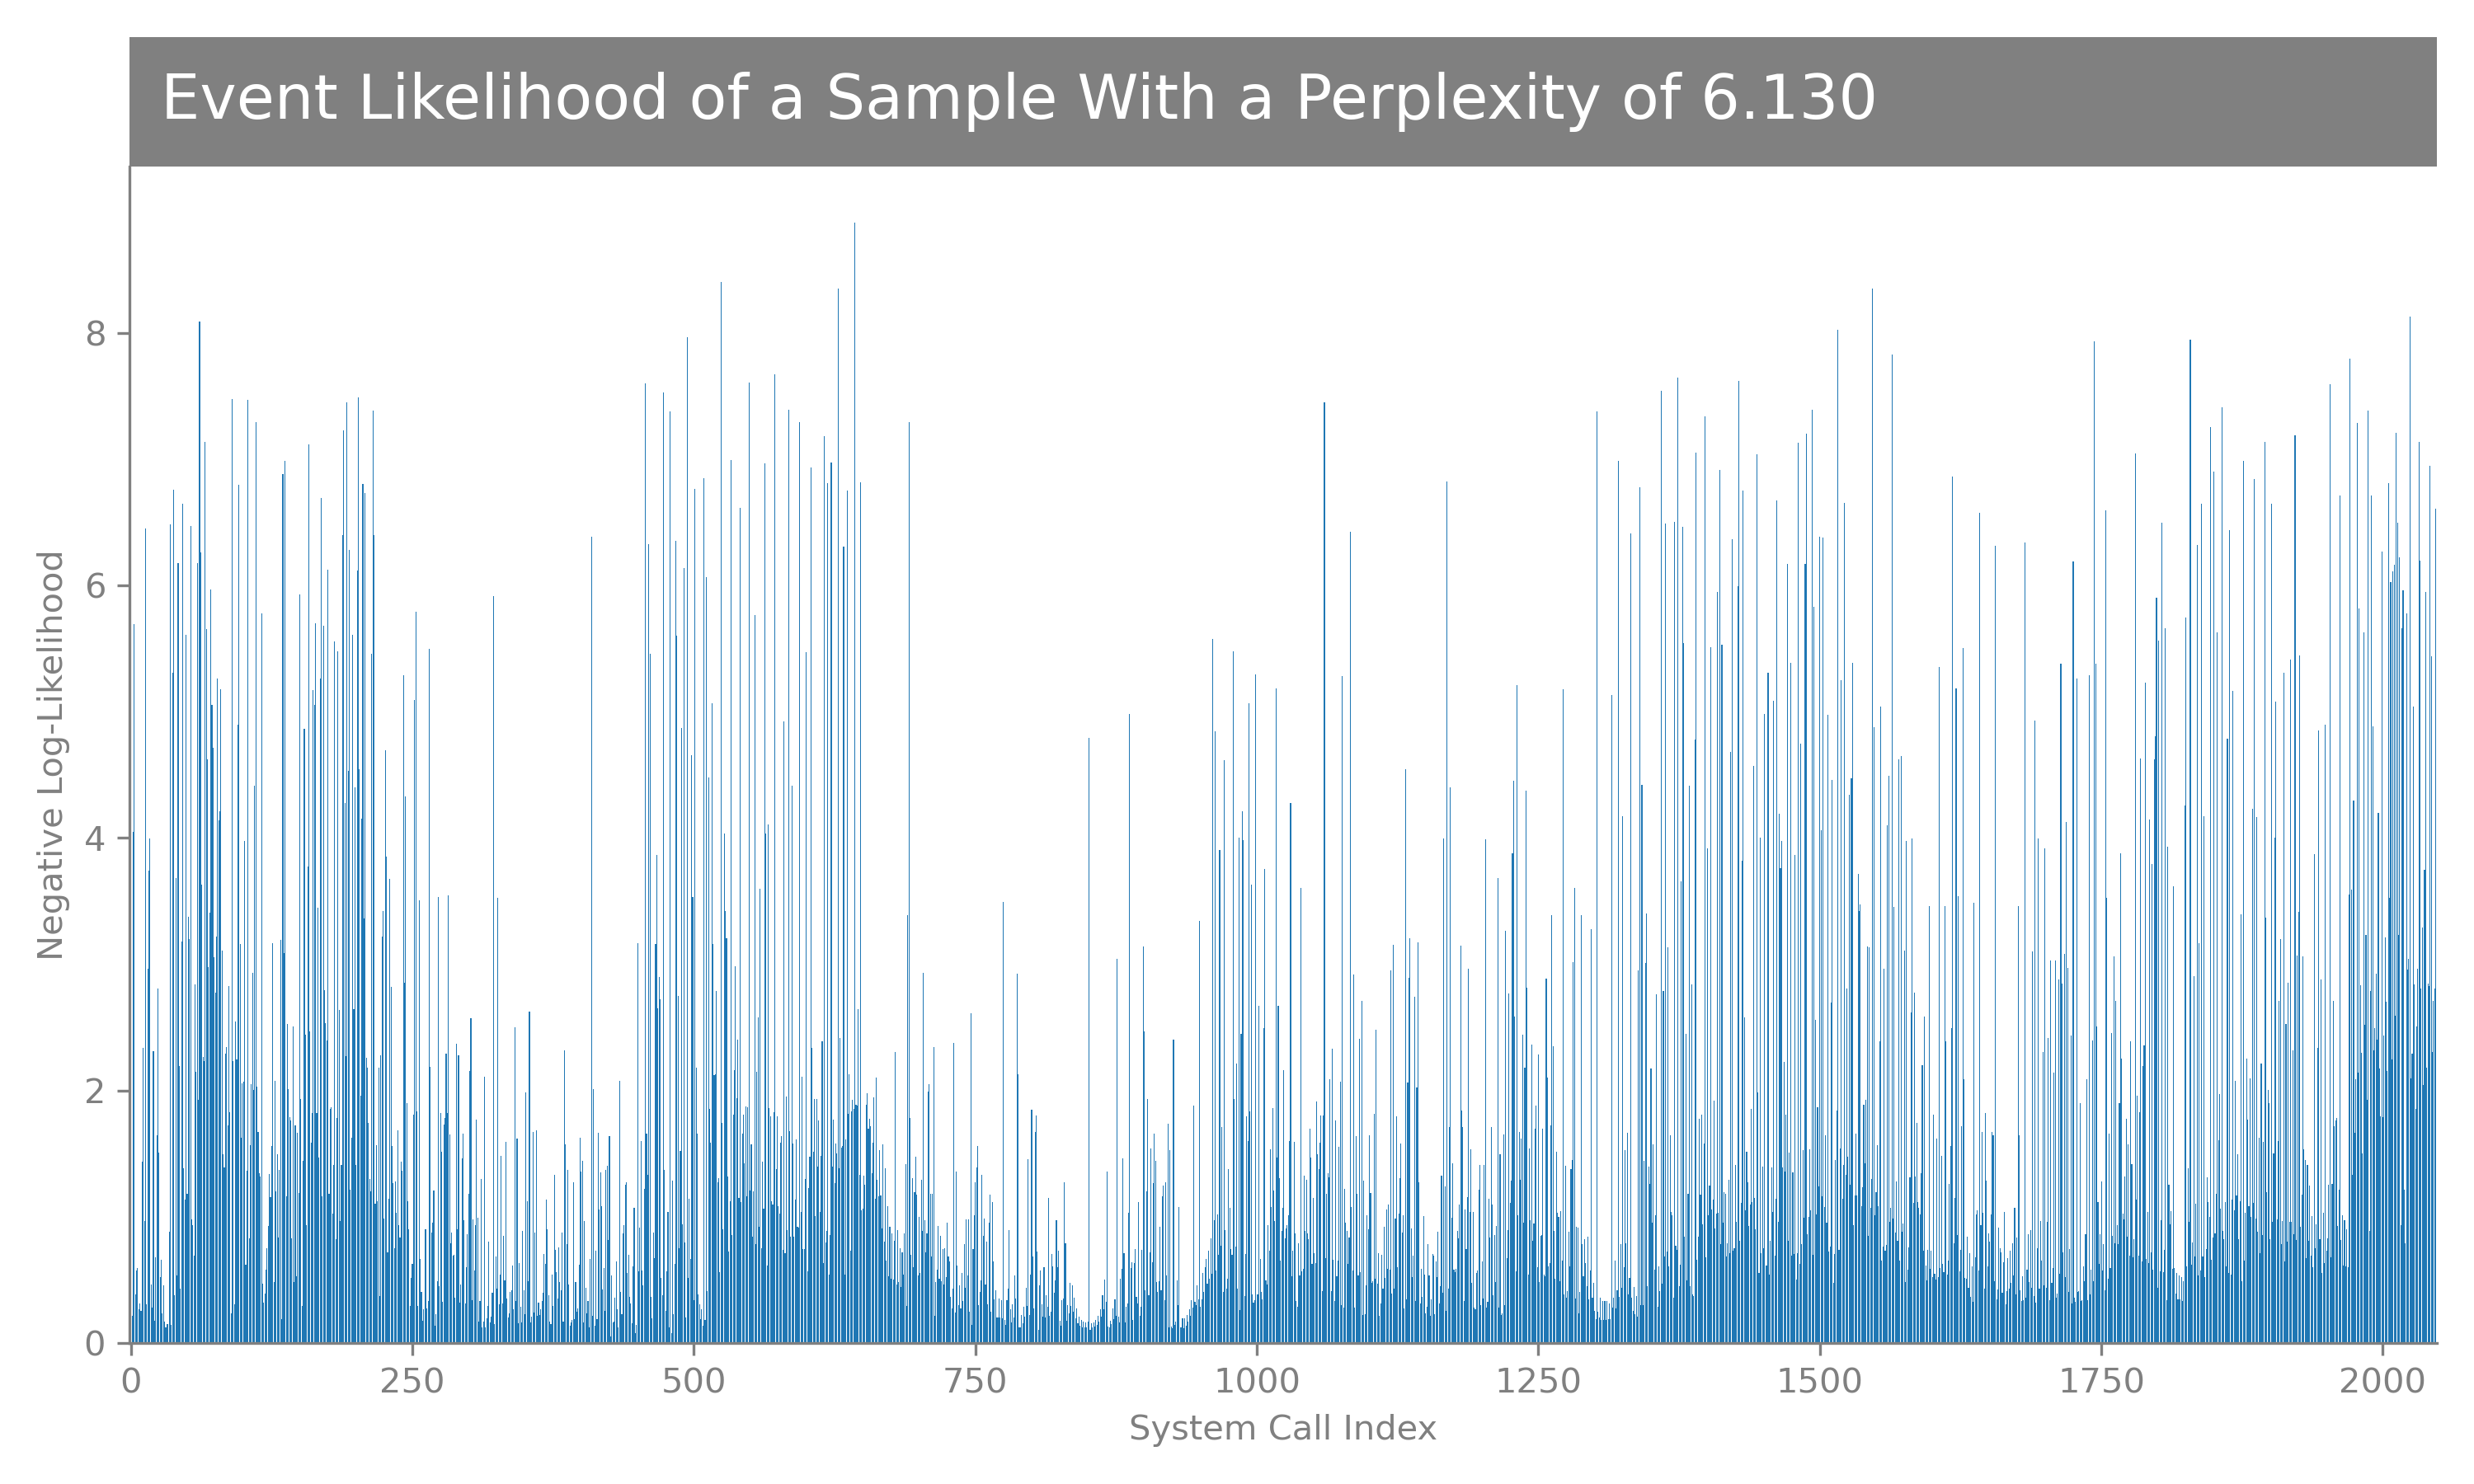 Event Likelihood of a Sample With a Perplexity of 6.130
Negative Log-Likelihood
8
6
4
2
0
0 250 500 750 1000 1250 1500 1750 2000
System Call Index